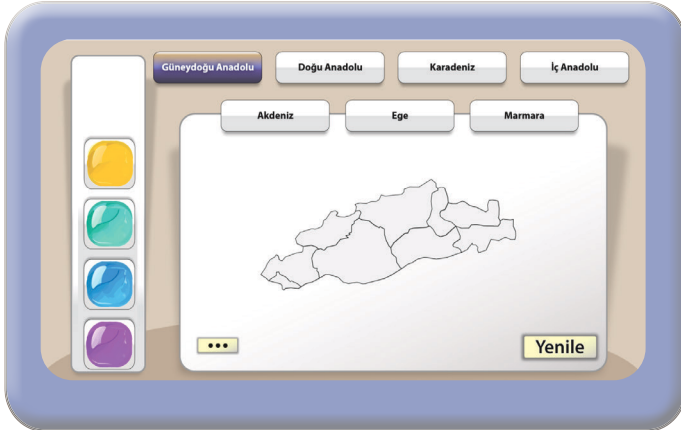 Güneydoğu Anadolu
Doğu Anadolu
Karadeniz
İç Anadolu
Akdeniz
Ege
Marmara
...
Yenile